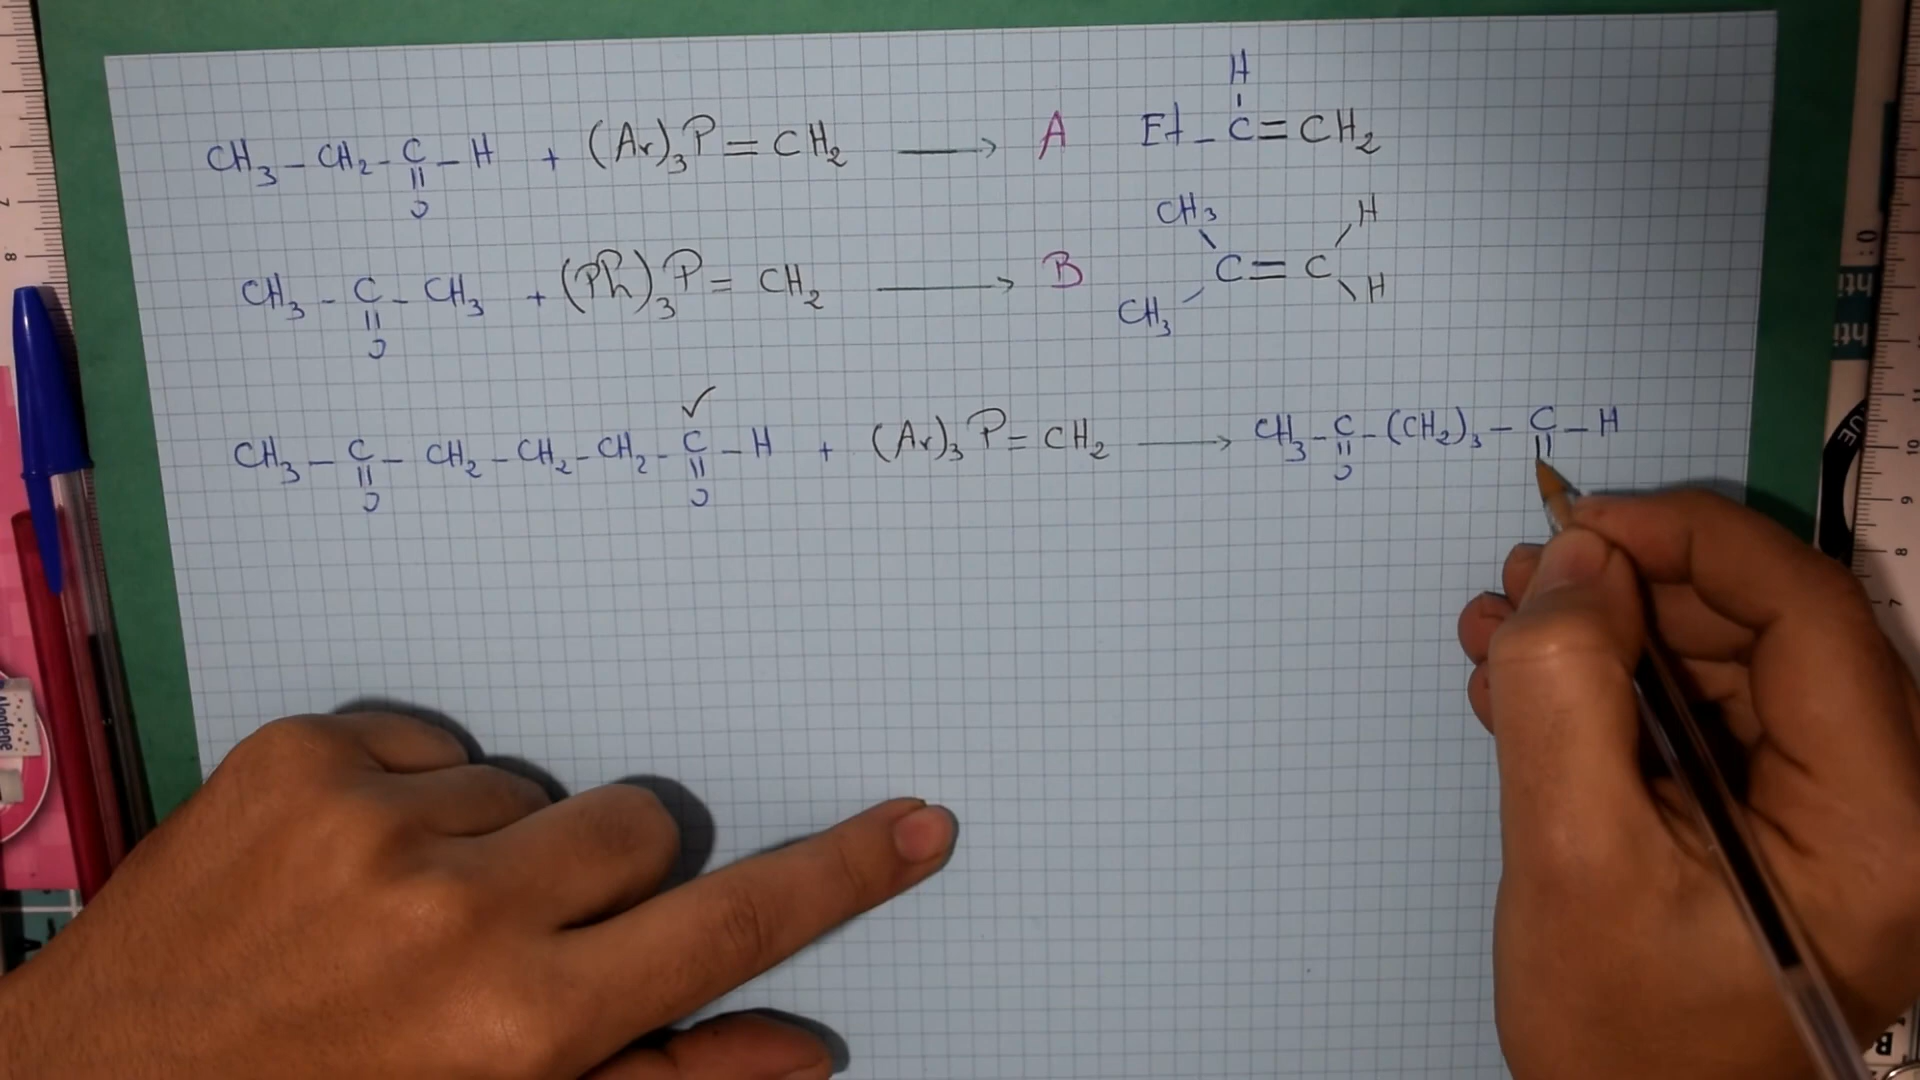 H
CH₃ - CH₂ - C - H + (Ar)₃P = CH₂ ⟶ A Et - C = CH₂
O
CH₃ H
CH₃ - C - CH₃ + (Ph)₃P = CH₂ ⟶ B C = C
O CH₃ H
✓
CH₃ - C - CH₂ - CH₂ - CH₂ - C - H + (Ar)₃P = CH₂ ⟶ CH₃ - C - (CH₂)₃ - C - H
O O O